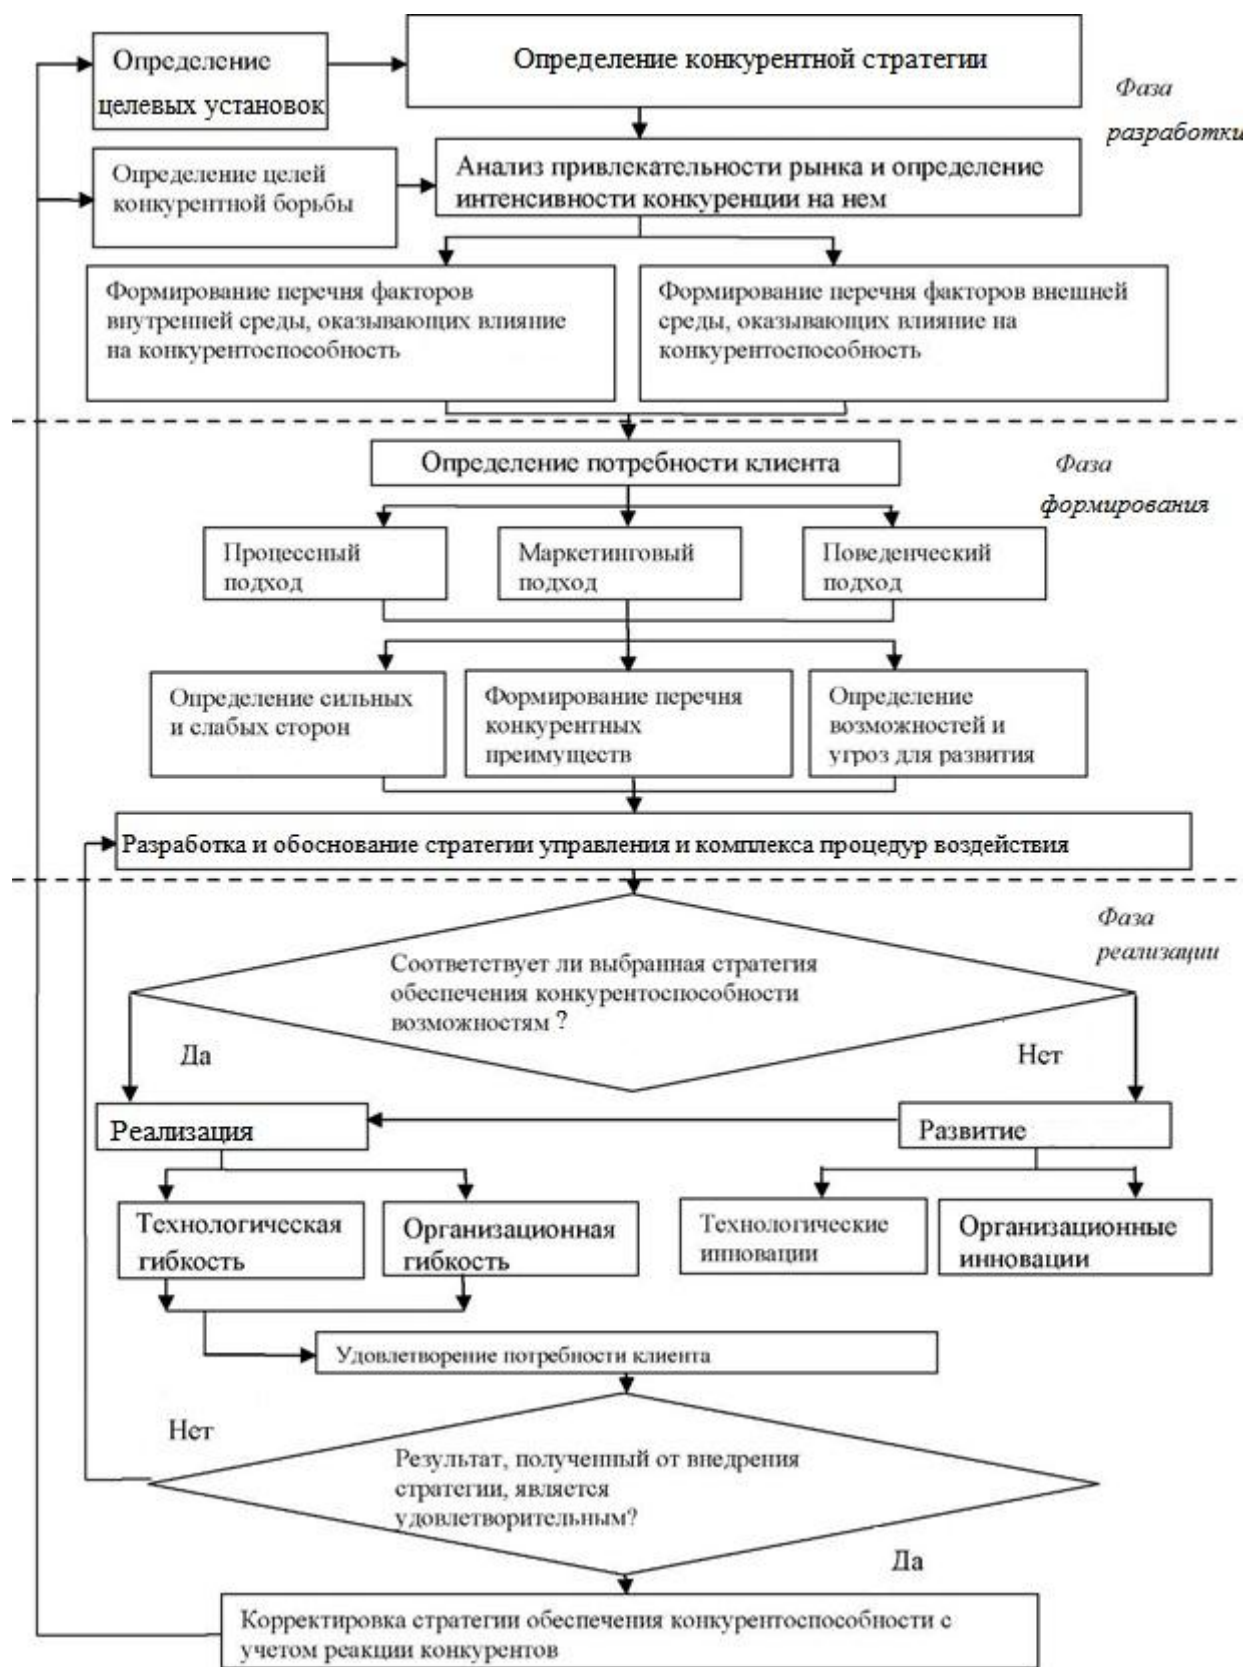 Определение
целевых установок
Определение конкурентной стратегии
Фаза
разработки
Определение целей
конкурентной борьбы
Анализ привлекательности рынка и определение
интенсивности конкуренции на нем
Формирование перечня факторов
внутренней среды, оказывающих влияние
на конкурентоспособность
Формирование перечня факторов внешней
среды, оказывающих влияние на
конкурентоспособность
Определение потребности клиента
Фаза
формирования
Процессный
подход
Маркетинговый
подход
Поведенческий
подход
Определение сильных
и слабых сторон
Формирование перечня
конкурентных
преимуществ
Определение
возможностей и
угроз для развития
Разработка и обоснование стратегии управления и комплекса процедур воздействия
Фаза
реализации
Соответствует ли выбранная стратегия
обеспечения конкурентоспособности
возможностям ?
Да
Нет
Реализация
Развитие
Технологическая
гибкость
Организационная
гибкость
Технологические
инновации
Организационные
инновации
Удовлетворение потребности клиента
Нет
Результат, полученный от внедрения
стратегии, является
удовлетворительным?
Да
Корректировка стратегии обеспечения конкурентоспособности с
учетом реакции конкурентов